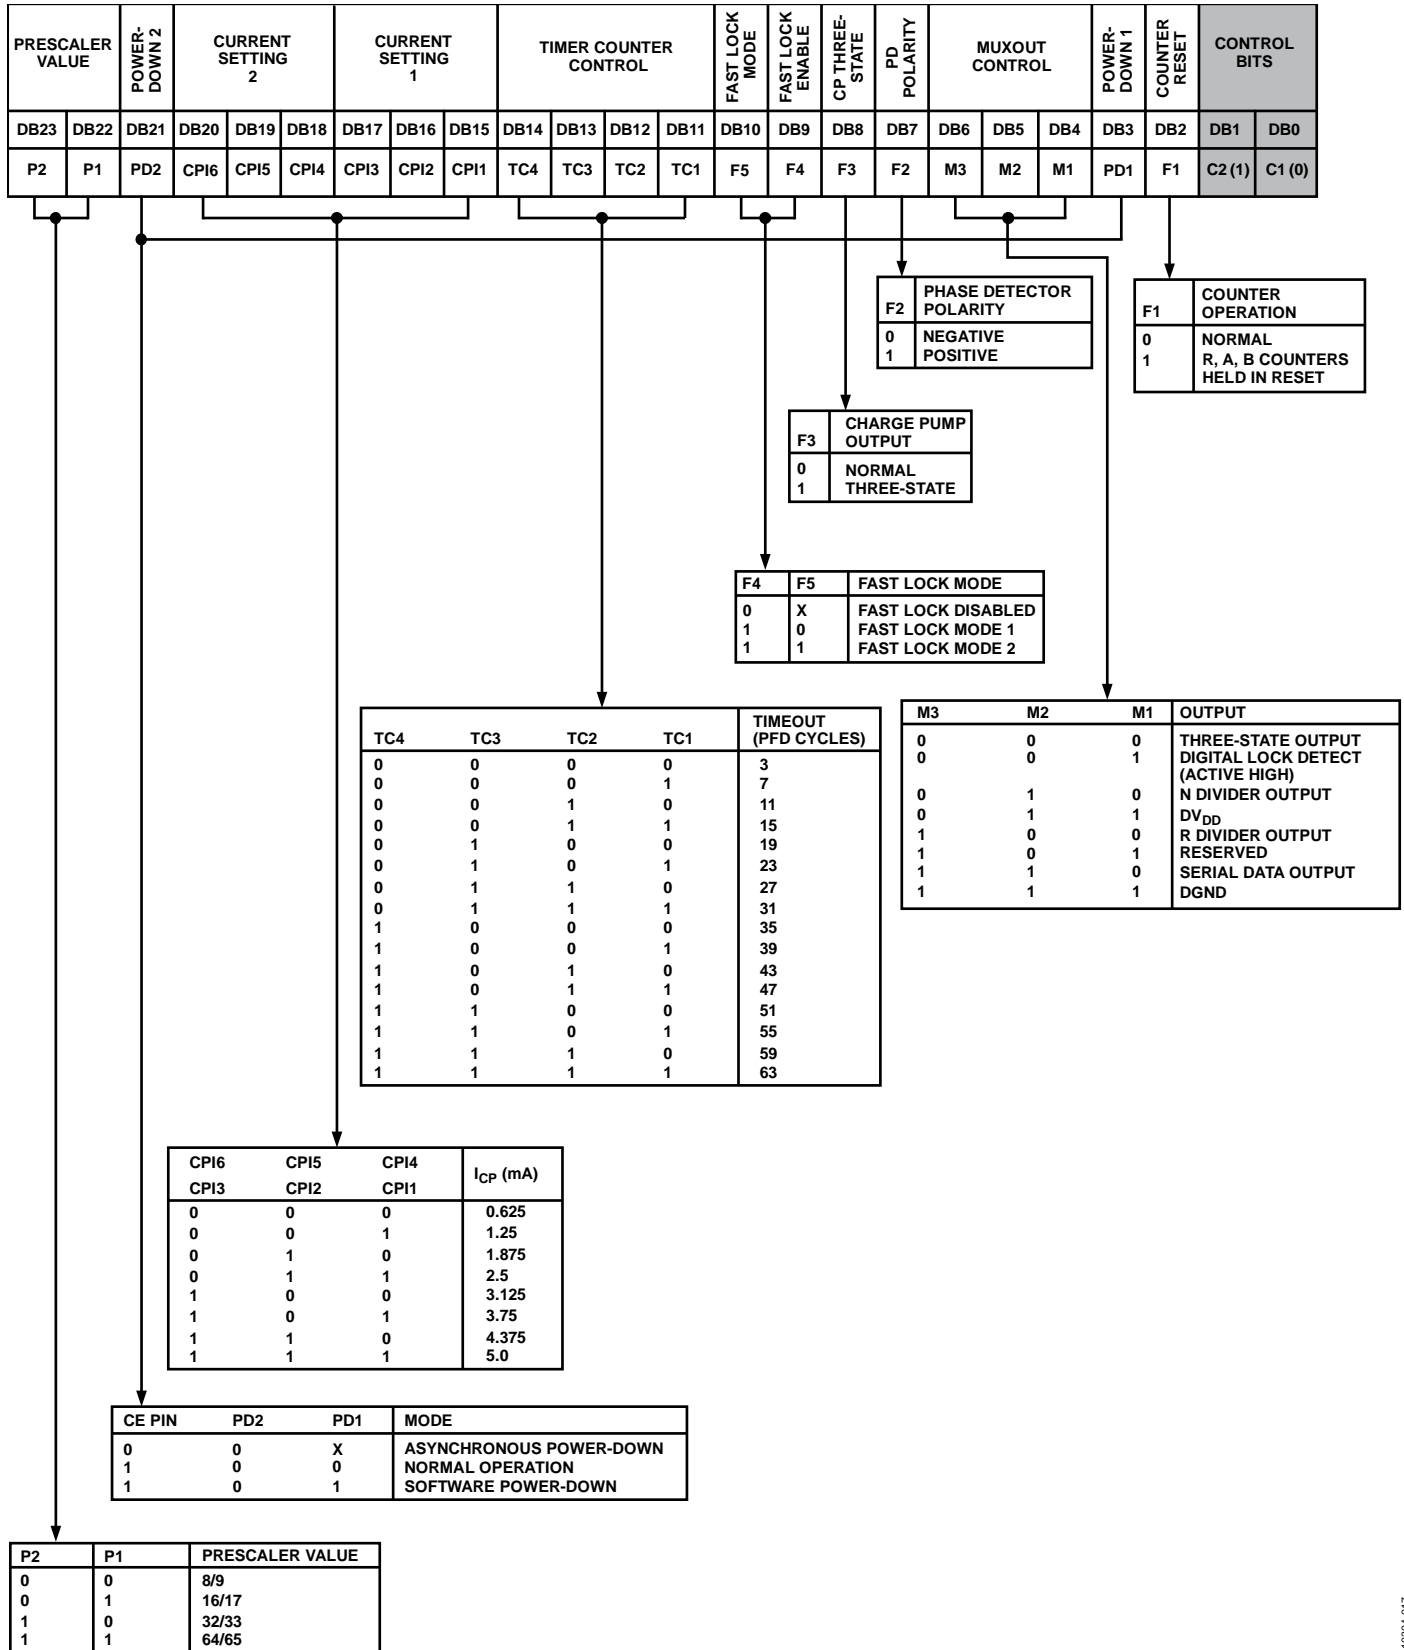 PRESCALER VALUE
POWER-DOWN 2
CURRENT SETTING 2
CURRENT SETTING 1
TIMER COUNTER CONTROL
FAST LOCK MODE
FAST LOCK ENABLE
CP THREE-STATE
PD POLARITY
MUXOUT CONTROL
POWER-DOWN 1
COUNTER RESET
CONTROL BITS
DB23 DB22 DB21 DB20 DB19 DB18 DB17 DB16 DB15 DB14 DB13 DB12 DB11 DB10 DB9 DB8 DB7 DB6 DB5 DB4 DB3 DB2 DB1 DB0
P2 P1 PD2 CPI6 CPI5 CPI4 CPI3 CPI2 CPI1 TC4 TC3 TC2 TC1 F5 F4 F3 F2 M3 M2 M1 PD1 F1 C2 (1) C1 (0)
F2 PHASE DETECTOR POLARITY
0 NEGATIVE
1 POSITIVE
F1 COUNTER OPERATION
0 NORMAL
1 R, A, B COUNTERS
HELD IN RESET
F3 CHARGE PUMP OUTPUT
0 NORMAL
1 THREE-STATE
F4 F5 FAST LOCK MODE
0 X FAST LOCK DISABLED
1 0 FAST LOCK MODE 1
1 1 FAST LOCK MODE 2
TC4 TC3 TC2 TC1 TIMEOUT (PFD CYCLES)
0 0 0 0 3
0 0 0 1 7
0 0 1 0 11
0 0 1 1 15
0 1 0 0 19
0 1 0 1 23
0 1 1 0 27
0 1 1 1 31
1 0 0 0 35
1 0 0 1 39
1 0 1 0 43
1 0 1 1 47
1 1 0 0 51
1 1 0 1 55
1 1 1 0 59
1 1 1 1 63
M3 M2 M1 OUTPUT
0 0 0 THREE-STATE OUTPUT
0 0 1 DIGITAL LOCK DETECT
(ACTIVE HIGH)
0 1 0 N DIVIDER OUTPUT
0 1 1 DVDD
1 0 0 R DIVIDER OUTPUT
1 0 1 RESERVED
1 1 0 SERIAL DATA OUTPUT
1 1 1 DGND
CPI6 CPI5 CPI4 ICP (mA)
CPI3 CPI2 CPI1
0 0 0 0.625
0 0 1 1.25
0 1 0 1.875
0 1 1 2.5
1 0 0 3.125
1 0 1 3.75
1 1 0 4.375
1 1 1 5.0
CE PIN PD2 PD1 MODE
0 0 X ASYNCHRONOUS POWER-DOWN
1 0 0 NORMAL OPERATION
1 0 1 SOFTWARE POWER-DOWN
P2 P1 PRESCALER VALUE
0 0 8/9
0 1 16/17
1 0 32/33
1 1 64/65